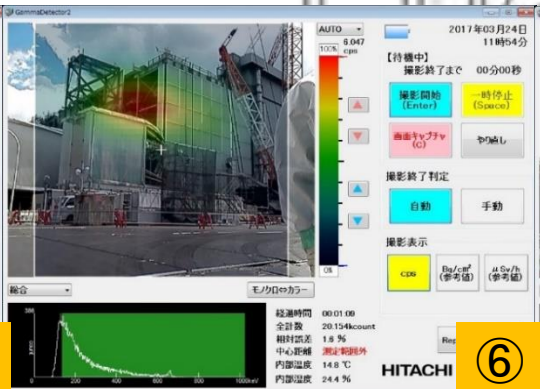 GammaDetector2
AUTO
100%
6.047
cps
0%
2017年03月24日
11時54分
【待機中】
撮影終了まで 00分00秒
撮影開始
(Enter)
一時停止
(Space)
画面キャプチャ
(C)
やり直し
撮影終了判定
自動
手動
撮影表示
cps
Bq/cm²
(参考値)
μSv/h
(参考値)
総合
モノクロ⇔カラー
0
200
400
600
800
1000keV
経過時間 00:01:09
全計数 20.154kcount
相対誤差 1.6 %
中心距離 測定範囲外
内部温度 14.8 ℃
内部湿度 24.4 %
HITACHI
⑥